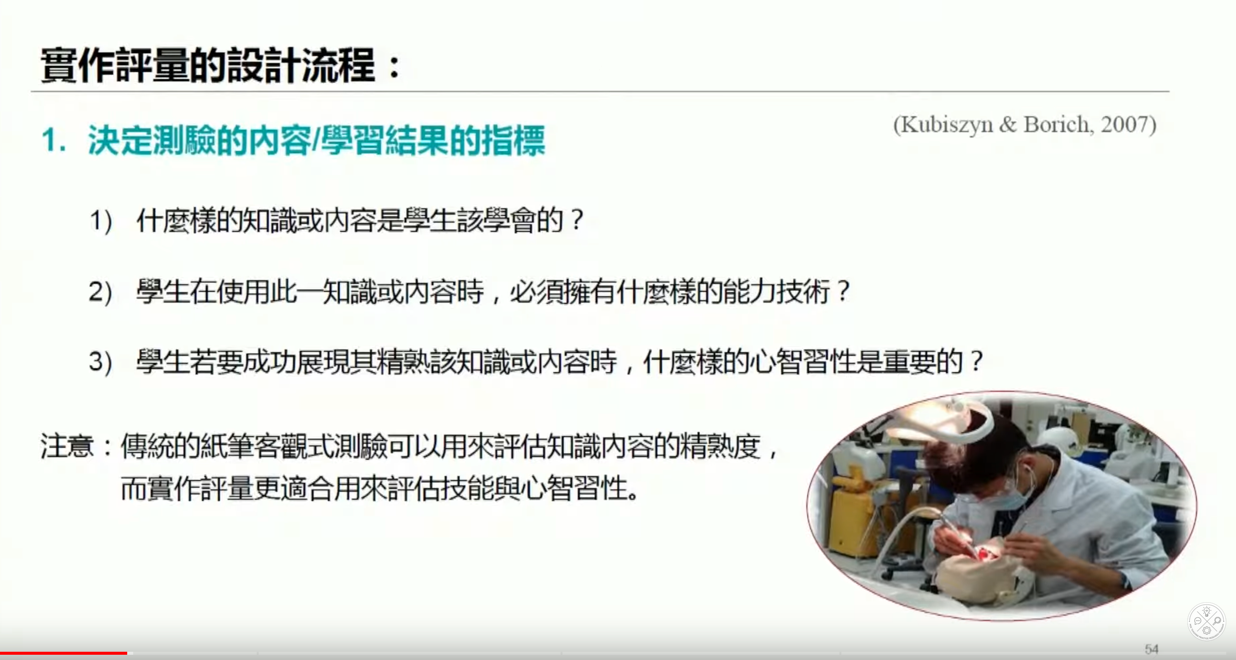 實作評量的設計流程：
(Kubiszyn & Borich, 2007)
1. 決定測驗的內容/學習結果的指標
1) 什麼樣的知識或內容是學生該學會的？
2) 學生在使用此一知識或內容時，必須擁有什麼樣的能力技術？
3) 學生若要成功展現其精熟該知識或內容時，什麼樣的心智習性是重要的？
注意：傳統的紙筆客觀式測驗可以用來評估知識內容的精熟度，
而實作評量更適合用來評估技能與心智習性。
54